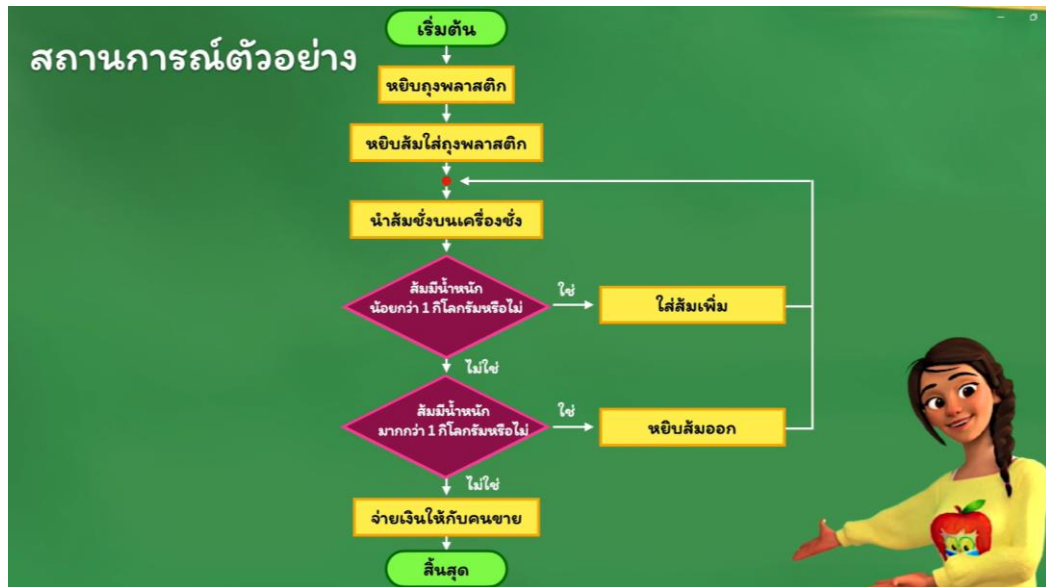 สถานการณ์ตัวอย่าง
เริ่มต้น
หยิบถุงพลาสติก
หยิบส้มใส่ถุงพลาสติก
นำส้มชั่งบนเครื่องชั่ง
ส้มมีน้ำหนัก
น้อยกว่า 1 กิโลกรัมหรือไม่
ใช่
ใส่ส้มเพิ่ม
ไม่ใช่
ส้มมีน้ำหนัก
มากกว่า 1 กิโลกรัมหรือไม่
ใช่
หยิบส้มออก
ไม่ใช่
จ่ายเงินให้กับคนขาย
สิ้นสุด